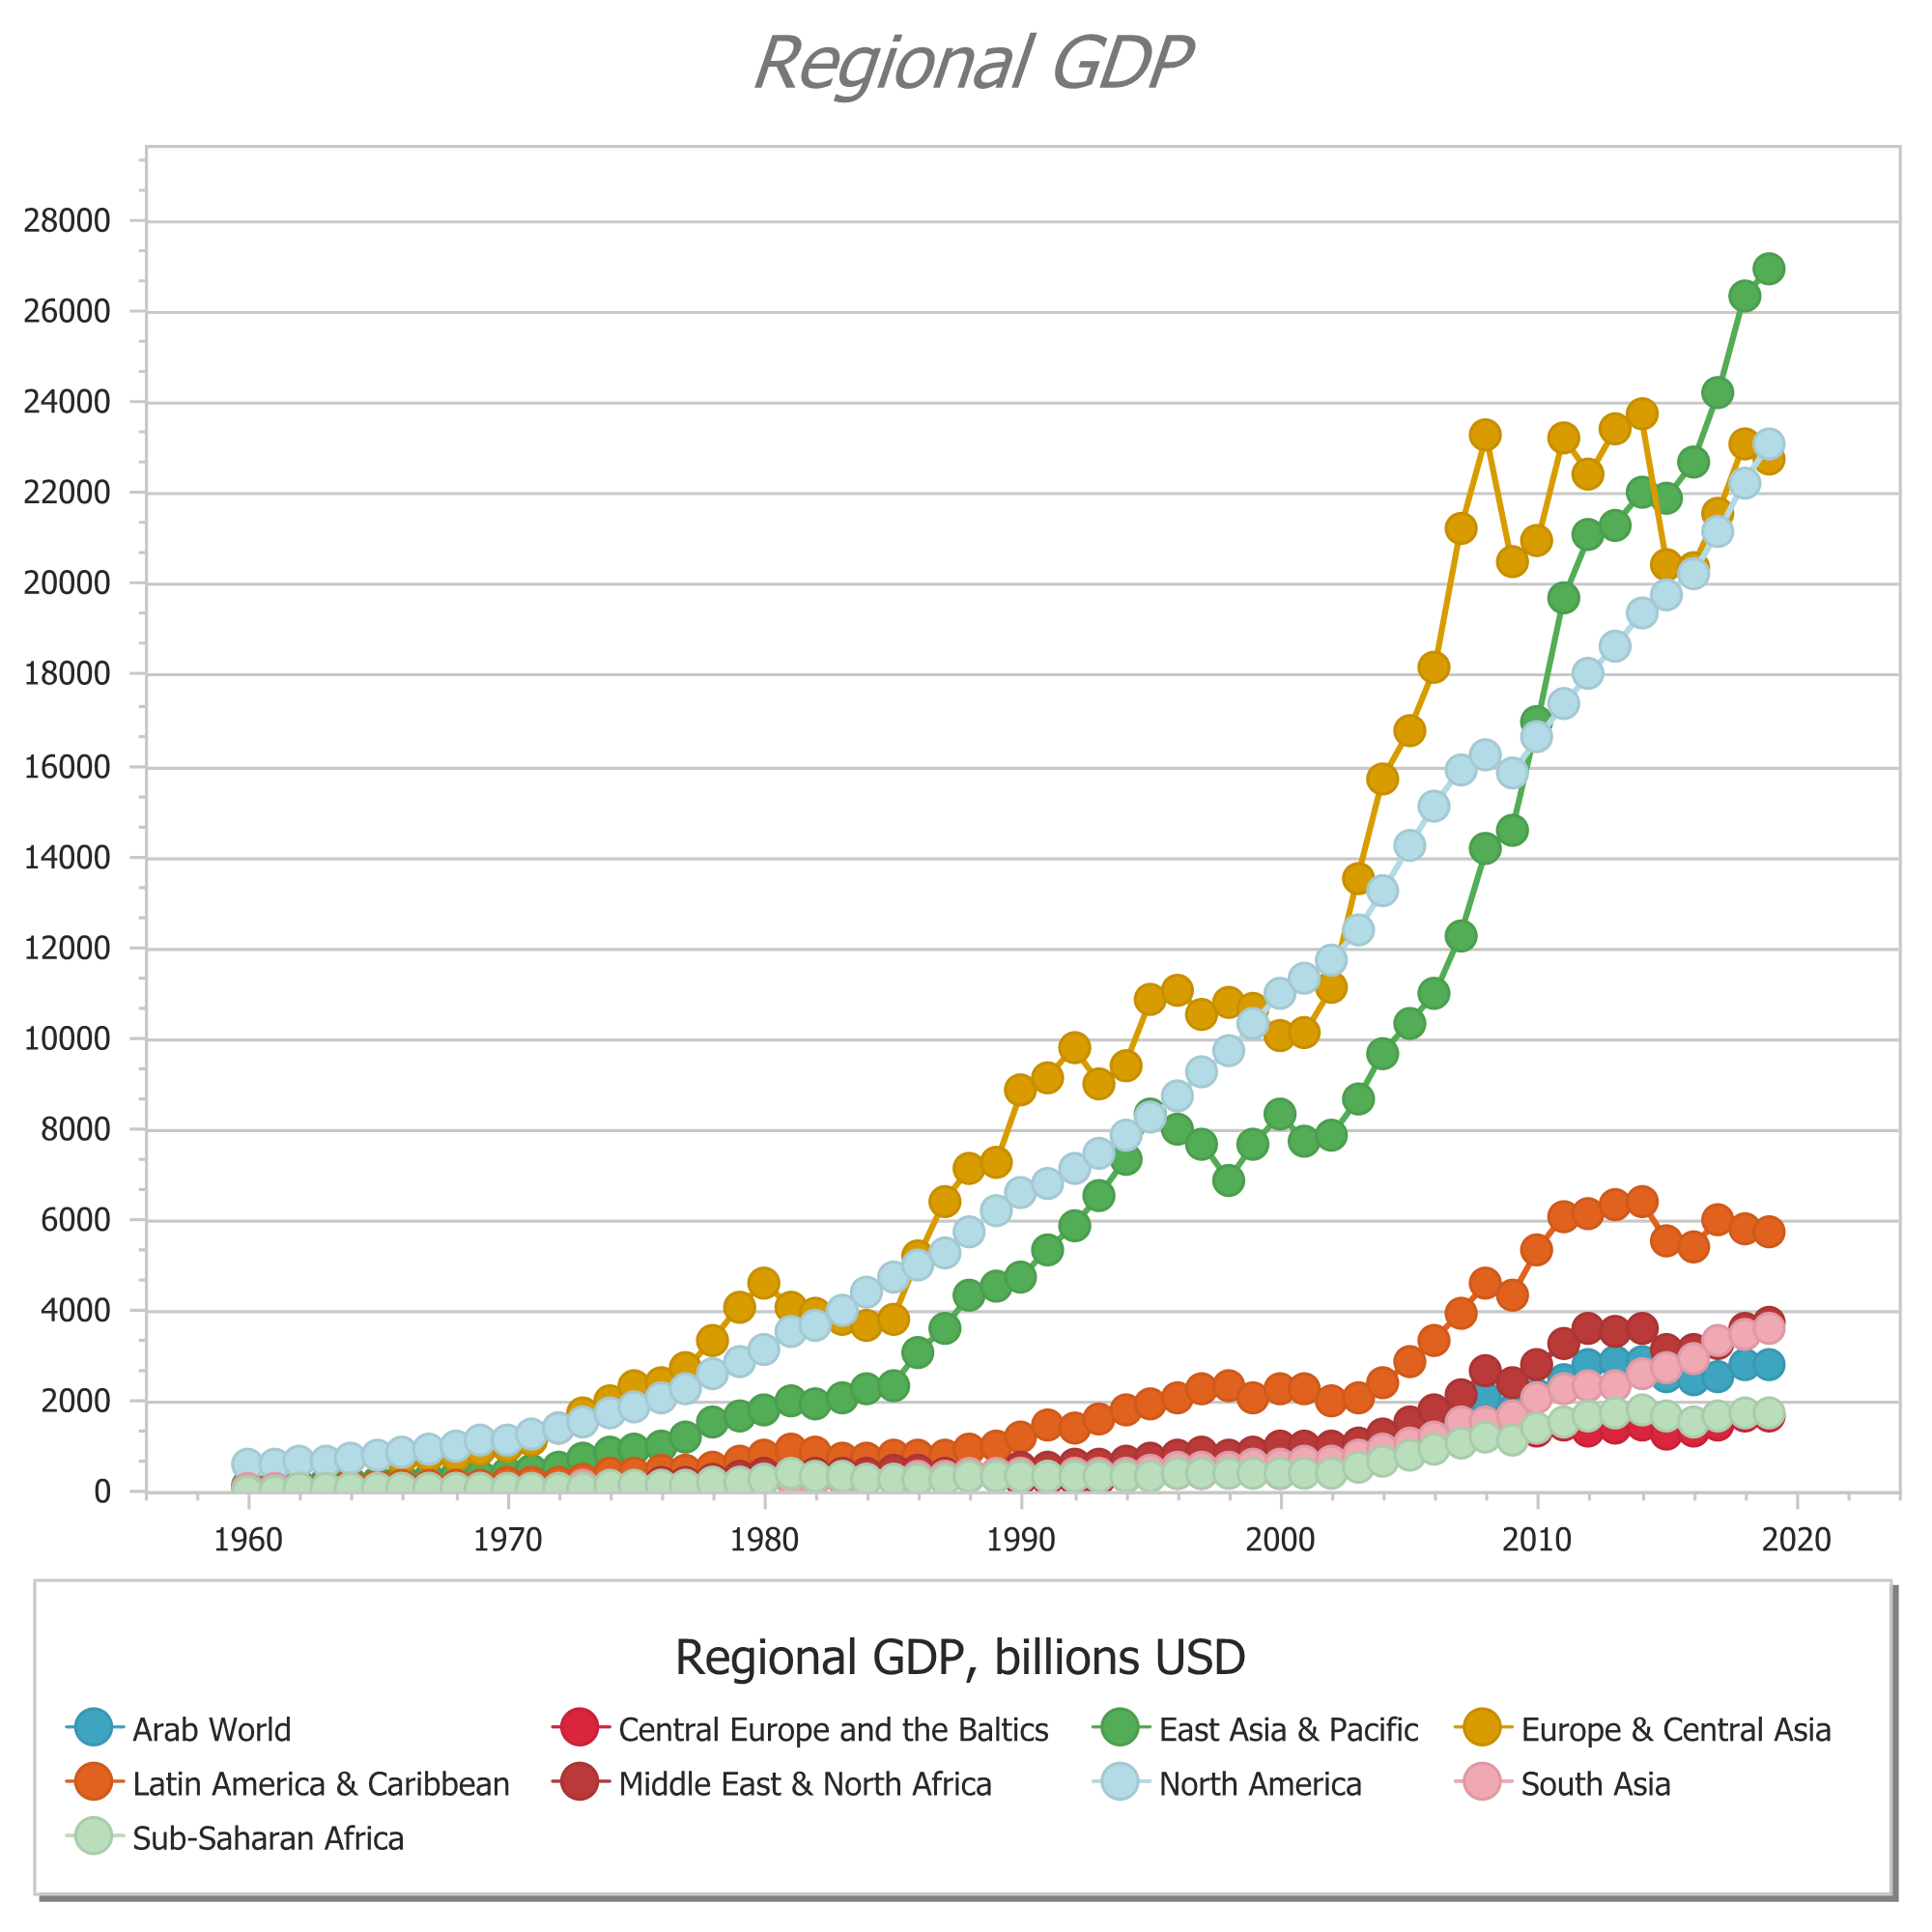 Regional GDP
28000
26000
24000
22000
20000
18000
16000
14000
12000
10000
8000
6000
4000
2000
0
1960 1970 1980 1990 2000 2010 2020
Regional GDP, billions USD
Arab World Central Europe and the Baltics East Asia & Pacific Europe & Central Asia
Latin America & Caribbean Middle East & North Africa North America South Asia
Sub-Saharan Africa